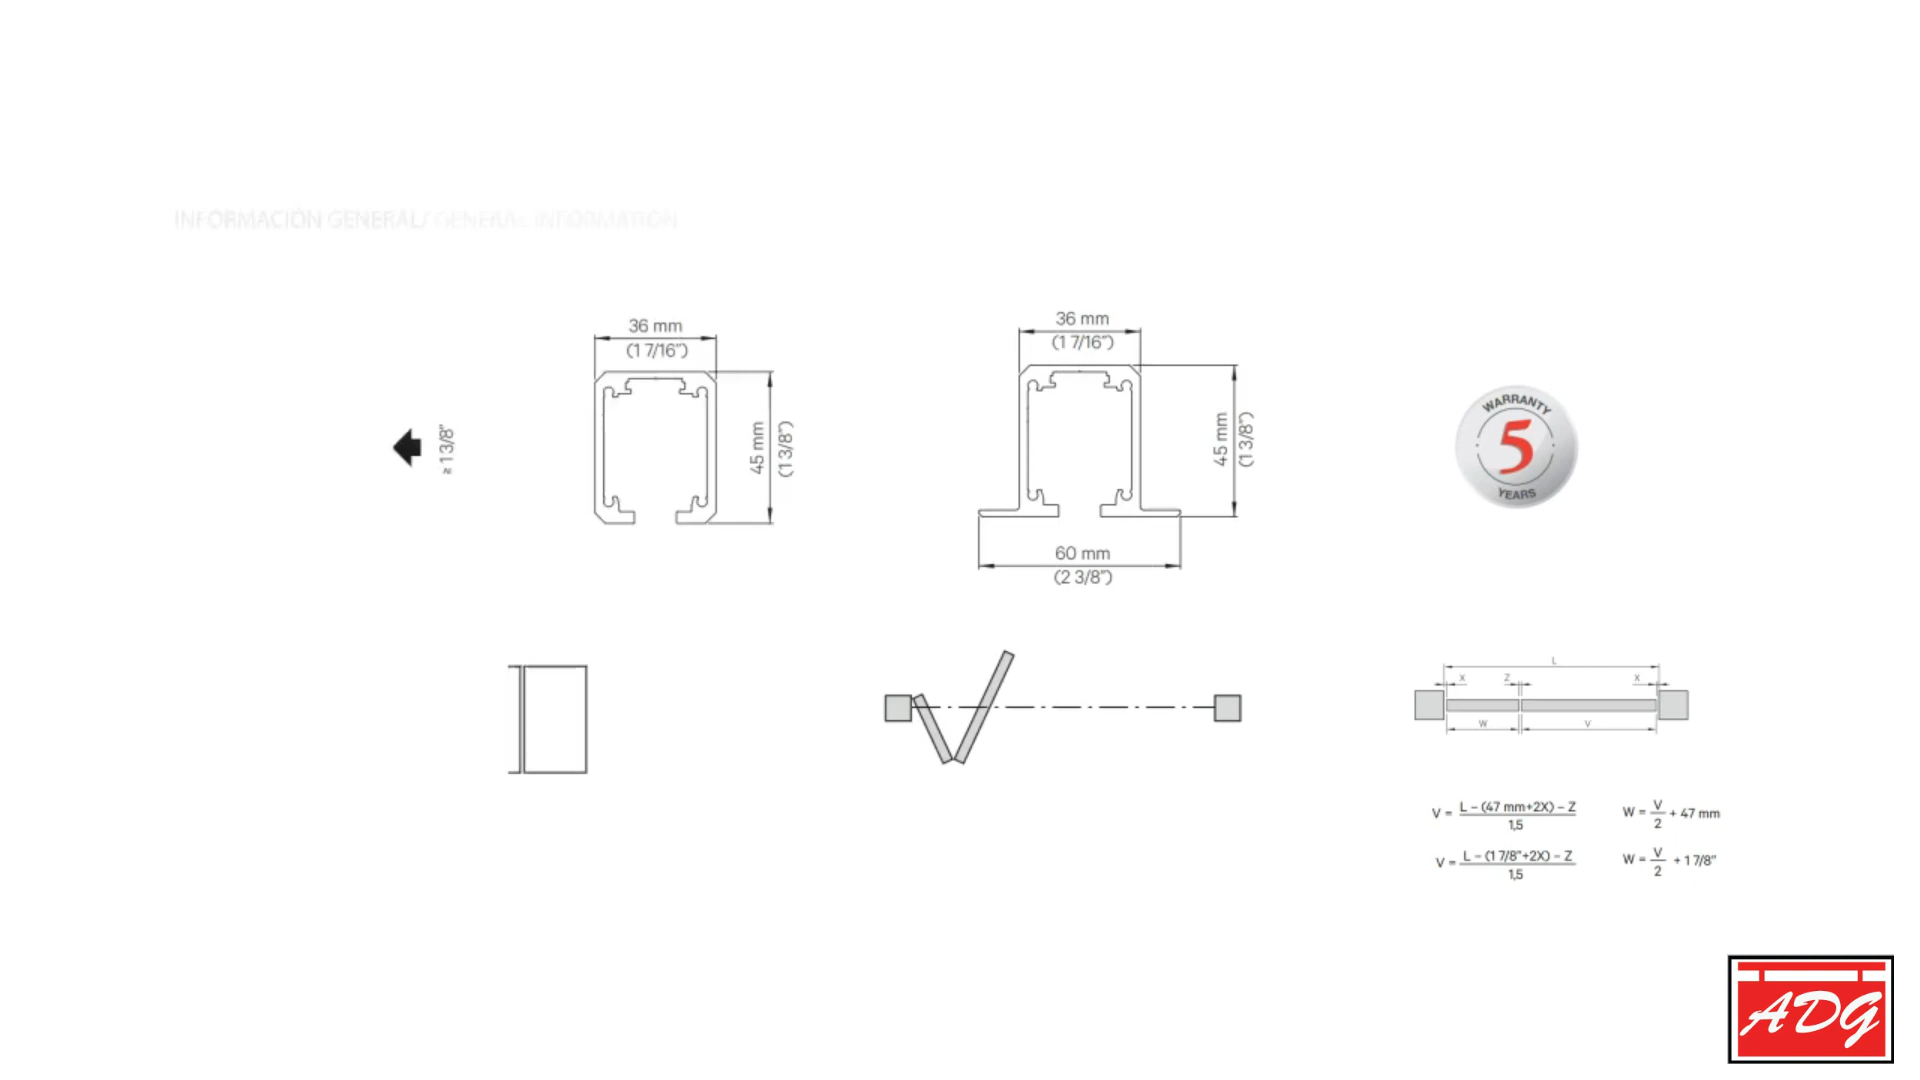 INFORMACIÓN GENERAL/ GENERAL INFORMATION
36 mm
(1 7/16")
45 mm
(1 3/8")
≈ 1 3/8"
36 mm
(1 7/16")
45 mm
(1 3/8")
60 mm
(2 3/8")
WARRANTY
5
YEARS
L
X Z X
W V
V = L – (47 mm+2X) – Z / 1,5
W = V / 2 + 47 mm
V = L – (1 7/8"+2X) – Z / 1,5
W = V / 2 + 1 7/8"
ADG